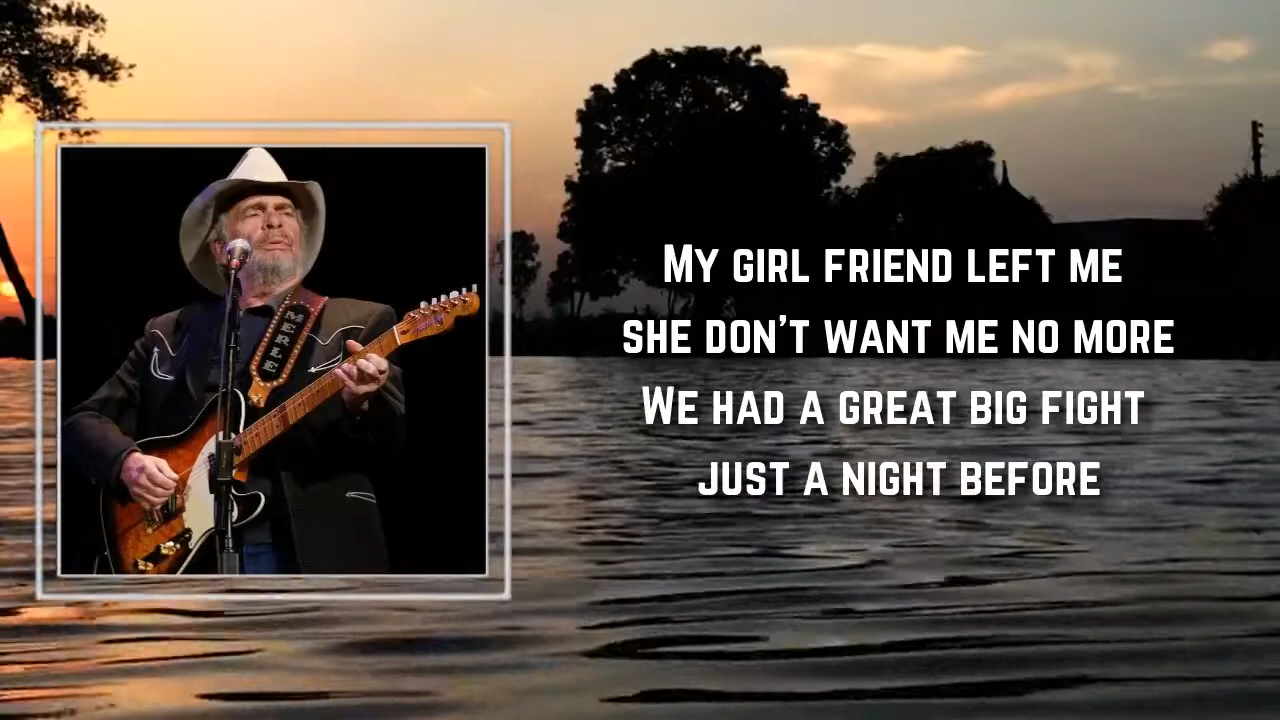 MERLE
MY GIRL FRIEND LEFT ME
SHE DON'T WANT ME NO MORE
WE HAD A GREAT BIG FIGHT
JUST A NIGHT BEFORE